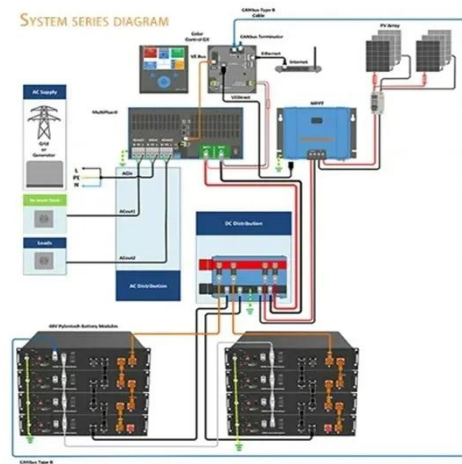 SYSTEM SERIES DIAGRAM
CANbus Type B
Cable
Color
Control GX
CANbus Terminator
PV Array
VE.Bus
Ethernet
Internet
AC Supply
Grid
or
Generator
MultiPlus-II
VE.Direct
MPPT
L
PE
N
ACin
ACout1
Loads
ACout2
AC Distribution
DC Distribution
48V Pylontech Battery Modules
CANbus Type B